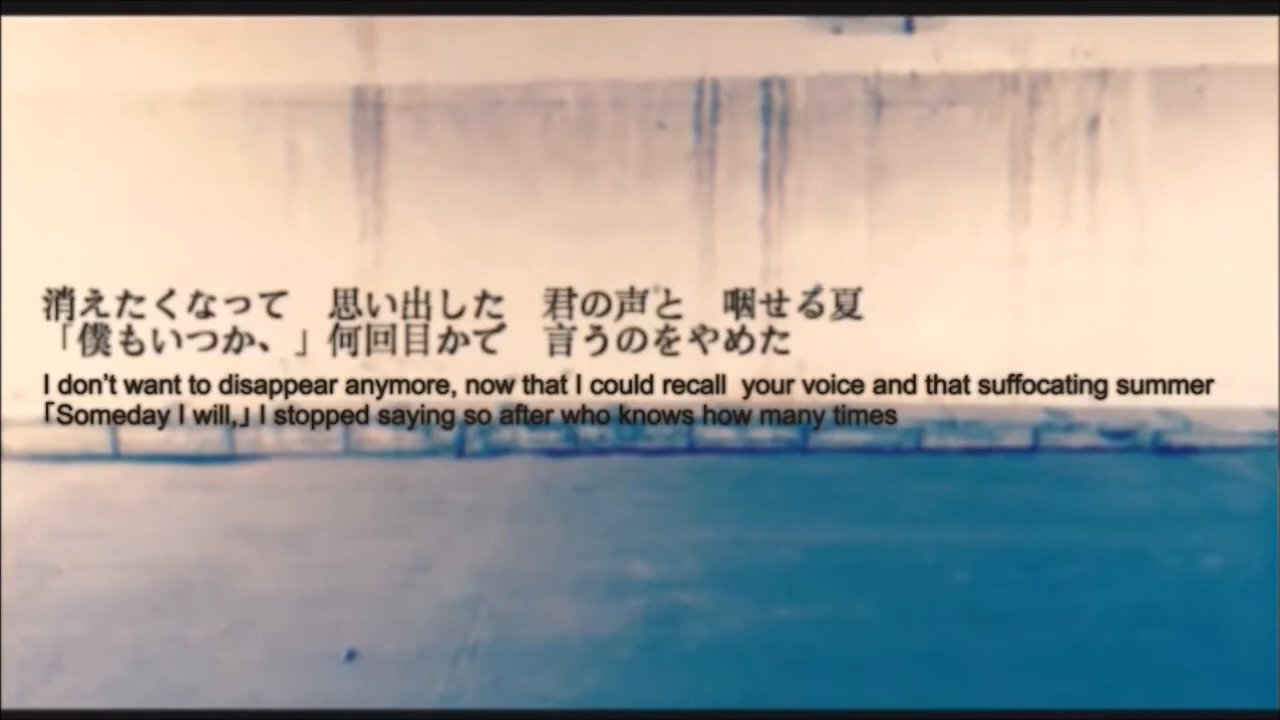 消えたくなって　思い出した　君の声と　咽せる夏
「僕もいつか、」何回目かで　言うのをやめた
I don't want to disappear anymore, now that I could recall  your voice and that suffocating summer
「Someday I will,」 I stopped saying so after who knows how many times